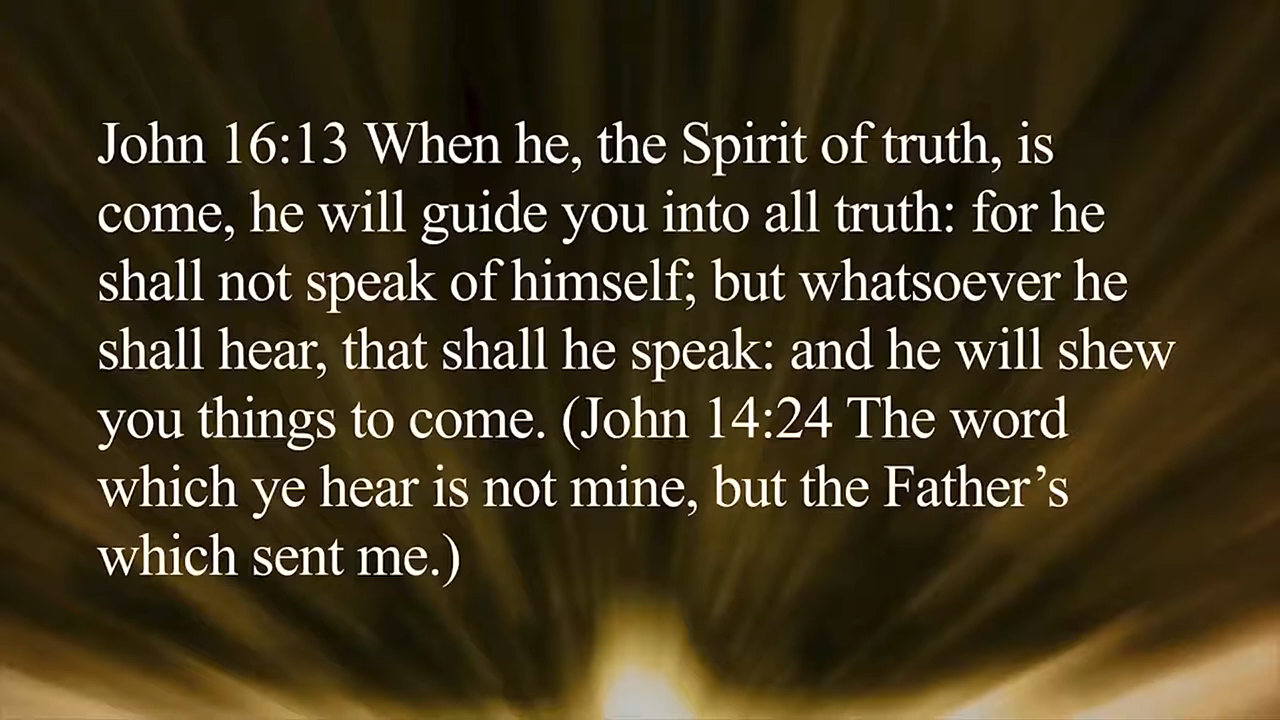 John 16:13 When he, the Spirit of truth, is
come, he will guide you into all truth: for he
shall not speak of himself; but whatsoever he
shall hear, that shall he speak: and he will shew
you things to come. (John 14:24 The word
which ye hear is not mine, but the Father’s
which sent me.)